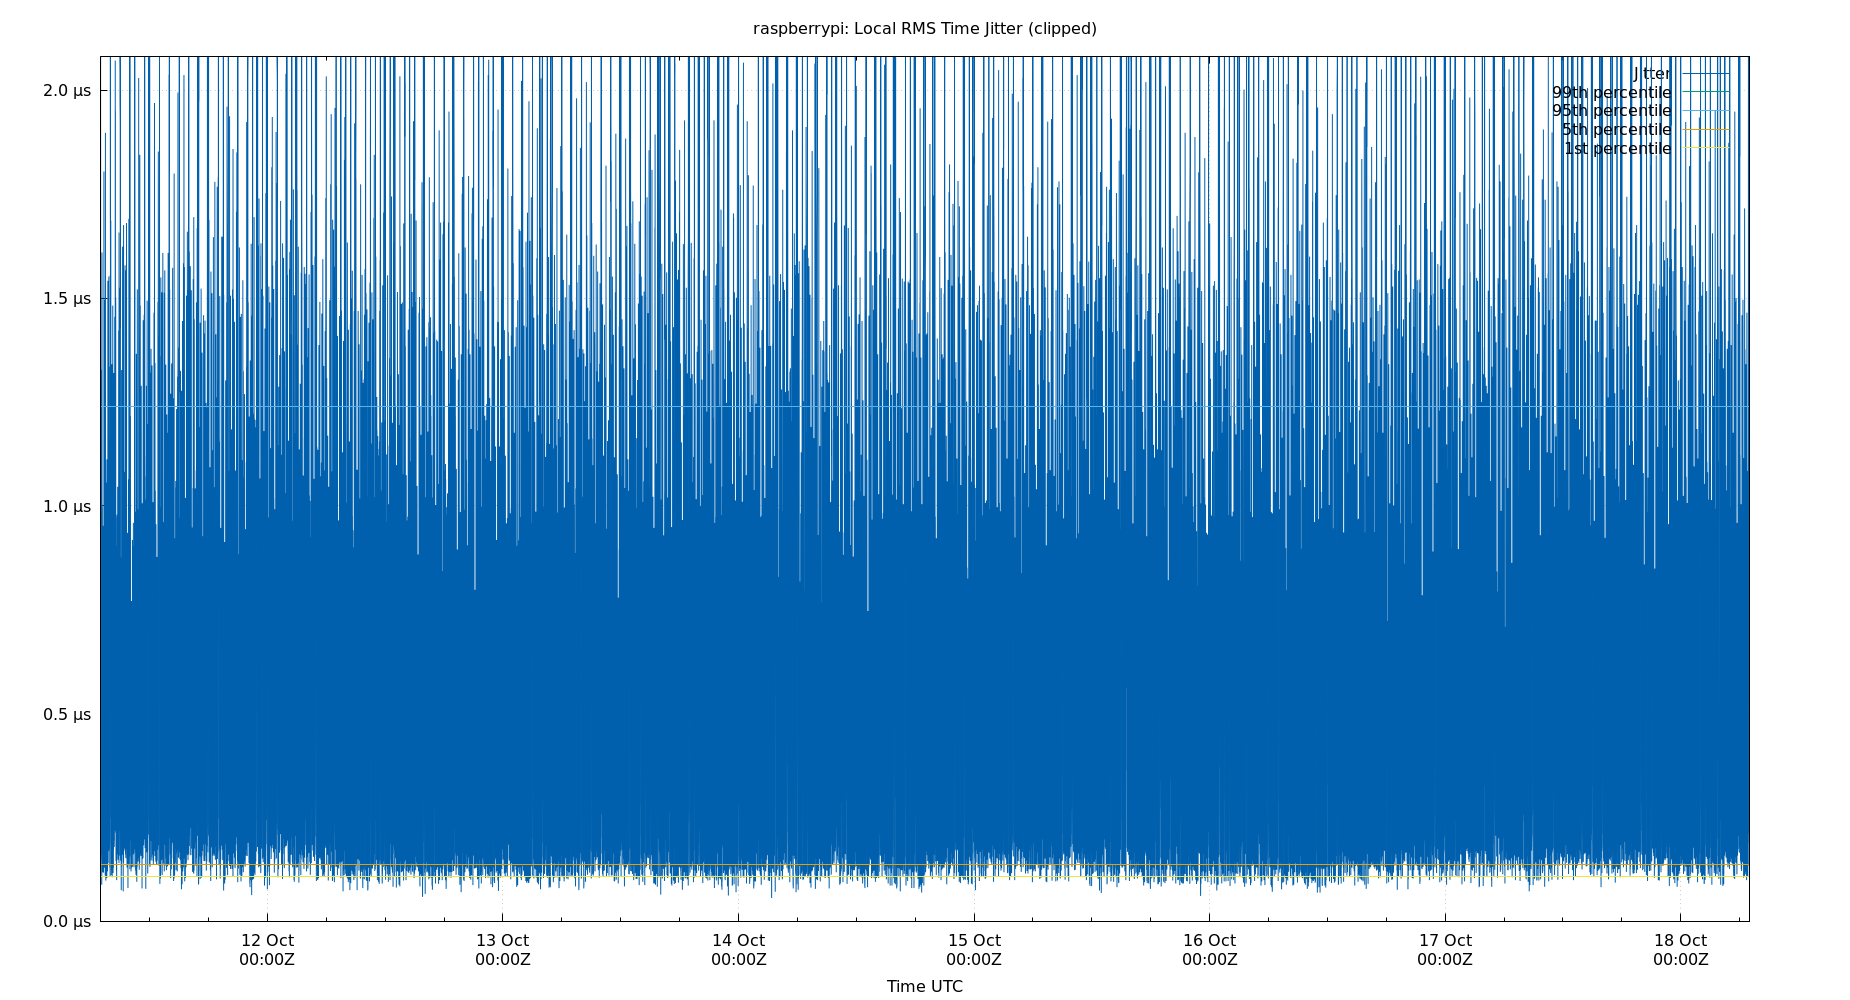 raspberrypi: Local RMS Time Jitter (clipped)
Jitter
99th percentile
95th percentile
5th percentile
1st percentile
2.0 µs
1.5 µs
1.0 µs
0.5 µs
0.0 µs
12 Oct
00:00Z
13 Oct
00:00Z
14 Oct
00:00Z
15 Oct
00:00Z
16 Oct
00:00Z
17 Oct
00:00Z
18 Oct
00:00Z
Time UTC